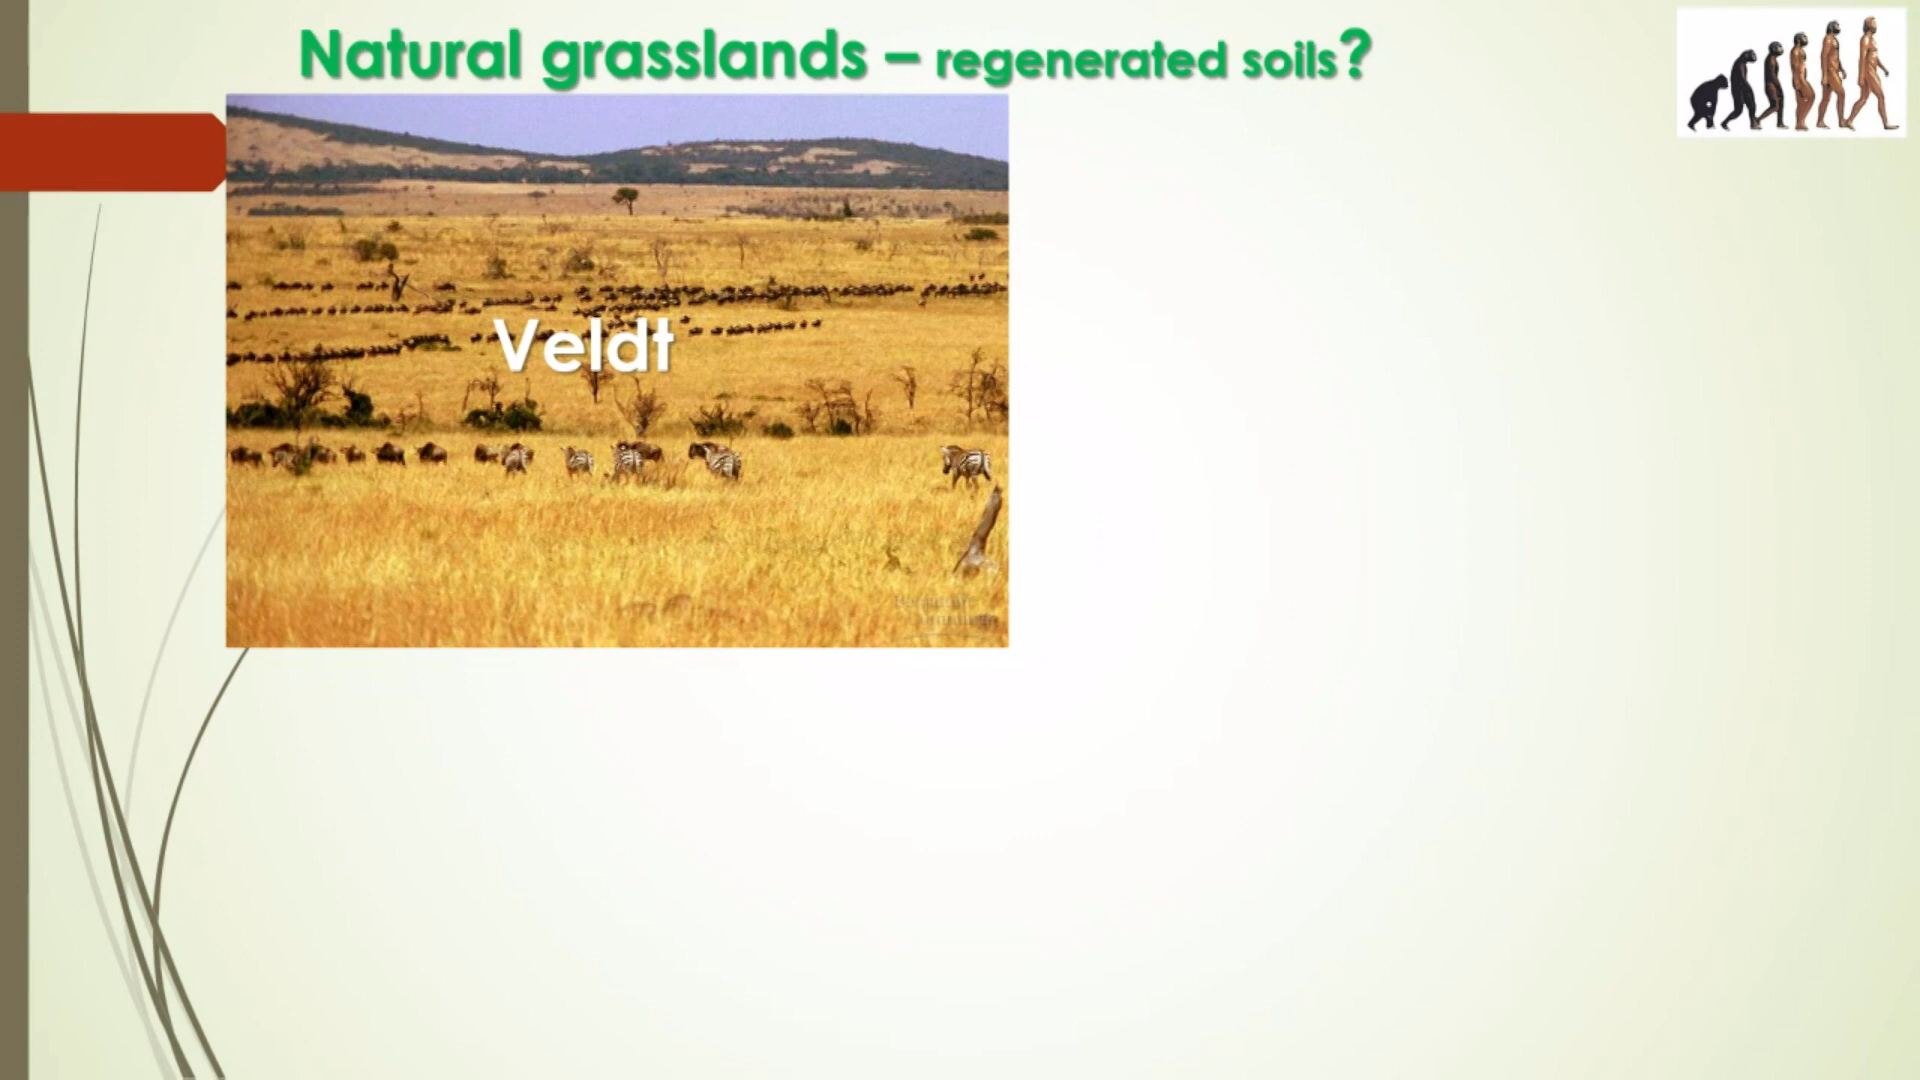 Natural grasslands – regenerated soils?
Veldt